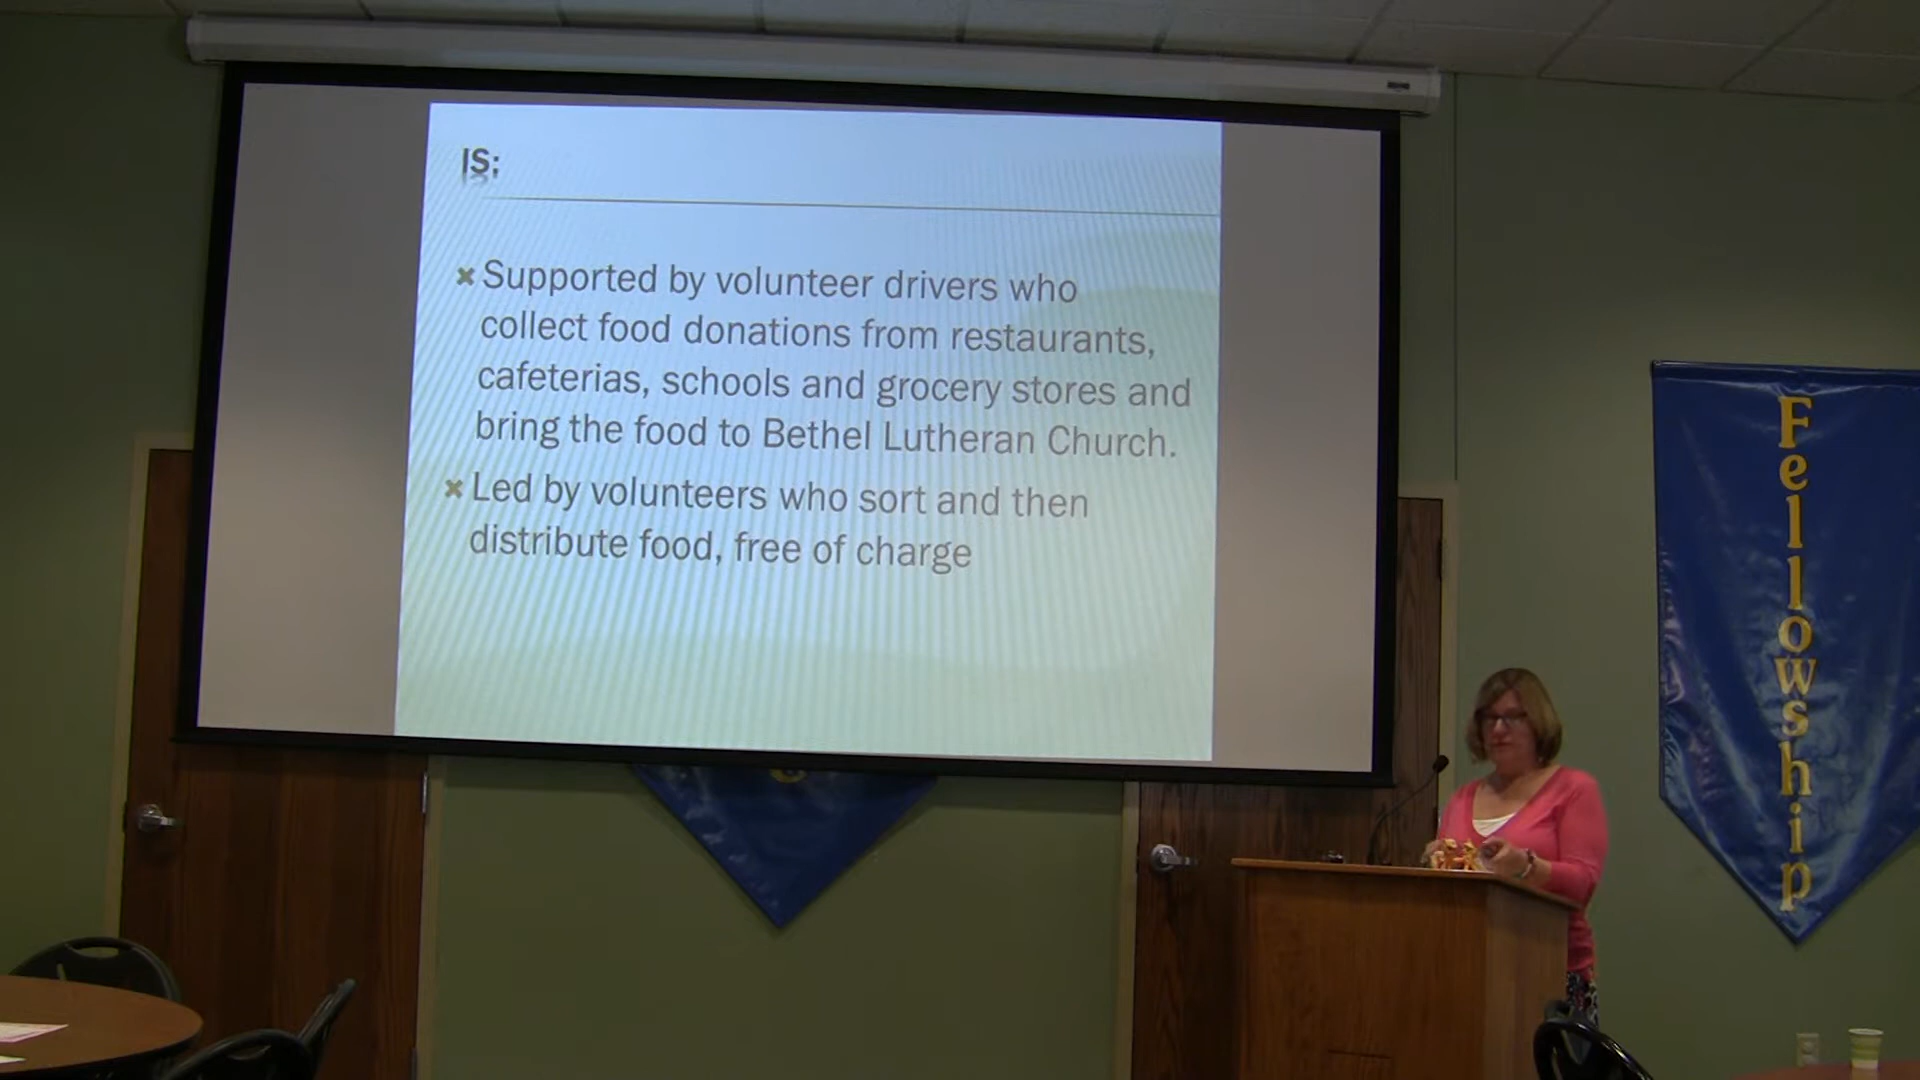 IS:
Supported by volunteer drivers who
collect food donations from restaurants,
cafeterias, schools and grocery stores and
bring the food to Bethel Lutheran Church.
Led by volunteers who sort and then
distribute food, free of charge
Fellowship